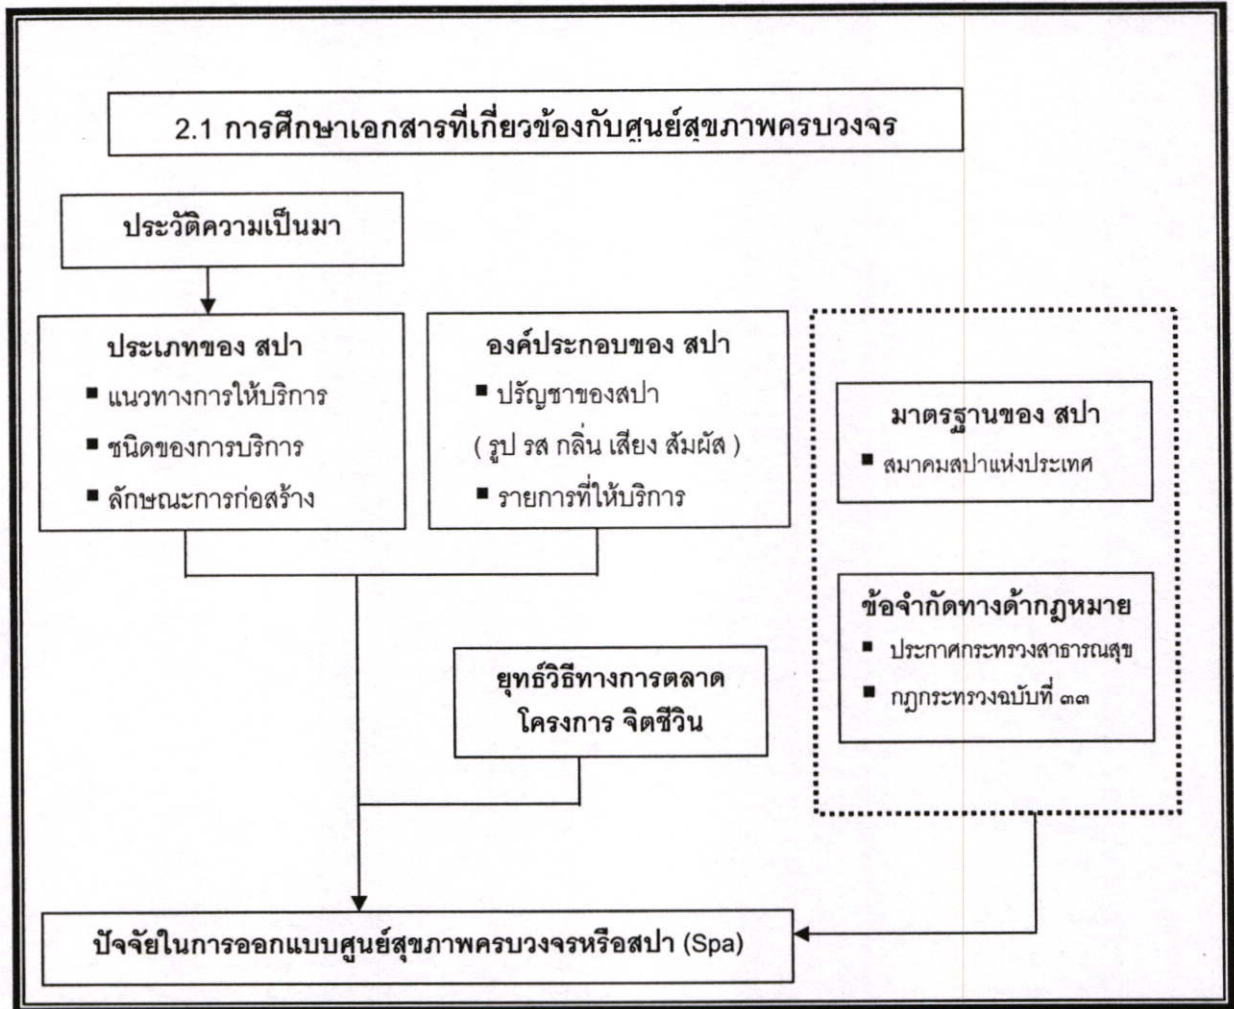 2.1 การศึกษาเอกสารที่เกี่ยวข้องกับศูนย์สุขภาพครบวงจร
ประวัติความเป็นมา
ประเภทของ สปา
■ แนวทางการให้บริการ
■ ชนิดของการบริการ
■ ลักษณะการก่อสร้าง
องค์ประกอบของ สปา
■ ปรัญชาของสปา
( รูป รส กลิ่น เสียง สัมผัส )
■ รายการที่ให้บริการ
มาตรฐานของ สปา
■ สมาคมสปาแห่งประเทศ
ข้อจำกัดทางด้ากฎหมาย
■ ประกาศกระทรวงสาธารณสุข
■ กฎกระทรวงฉบับที่ ๓๓
ยุทธ์วิธีทางการตลาด
โครงการ จิตชีวิน
ปัจจัยในการออกแบบศูนย์สุขภาพครบวงจรหรือสปา (Spa)